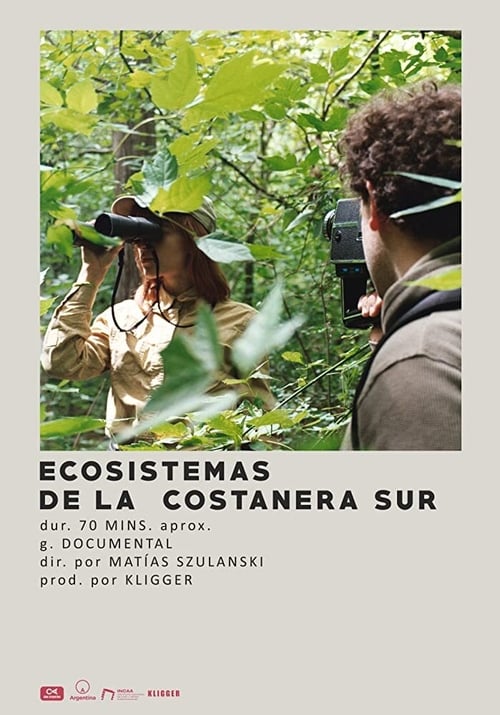 ECOSISTEMAS
DE LA COSTANERA SUR
dur. 70 MINS. aprox.
g. DOCUMENTAL
dir. por MATÍAS SZULANSKI
prod. por KLIGGER
Argentina
INCAA
KLIGGER